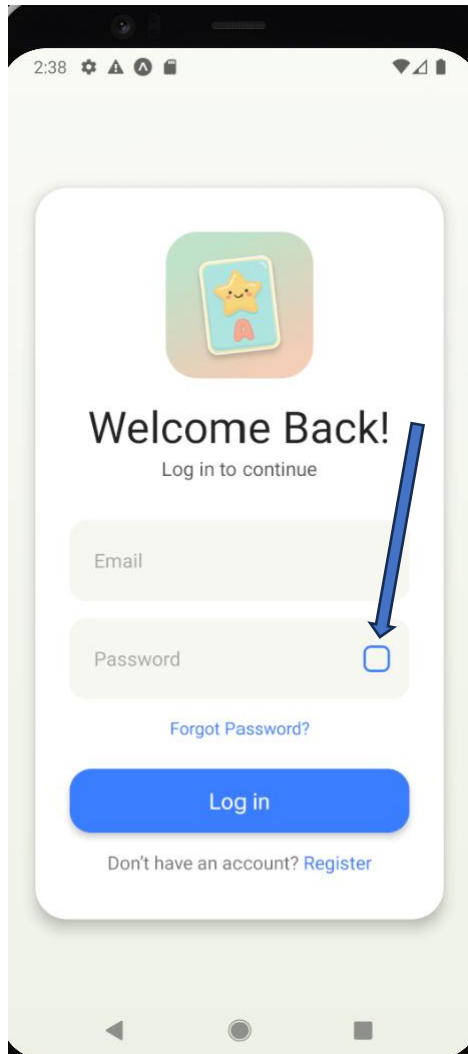 2:38
A
Welcome Back!
Log in to continue
Email
Password
Forgot Password?
Log in
Don't have an account? Register